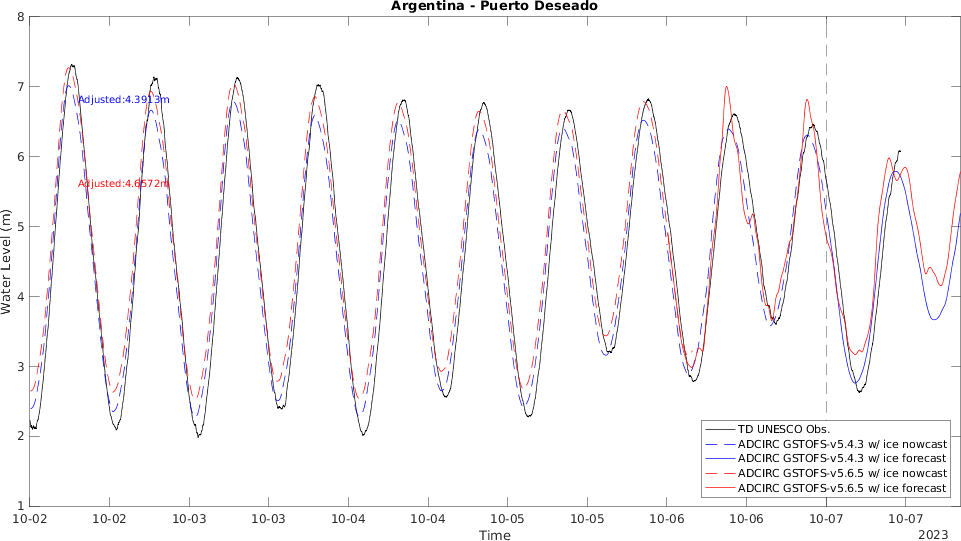 Argentina - Puerto Deseado
8
7
6
5
4
3
2
1
Water Level (m)
Adjusted:4.3913m
Adjusted:4.6572m
TD UNESCO Obs.
ADCIRC GSTOFS-v5.4.3 w/ ice nowcast
ADCIRC GSTOFS-v5.4.3 w/ ice forecast
ADCIRC GSTOFS-v5.6.5 w/ ice nowcast
ADCIRC GSTOFS-v5.6.5 w/ ice forecast
10-02 10-02 10-03 10-03 10-04 10-04 10-05 10-05 10-06 10-06 10-07 10-07
Time
2023